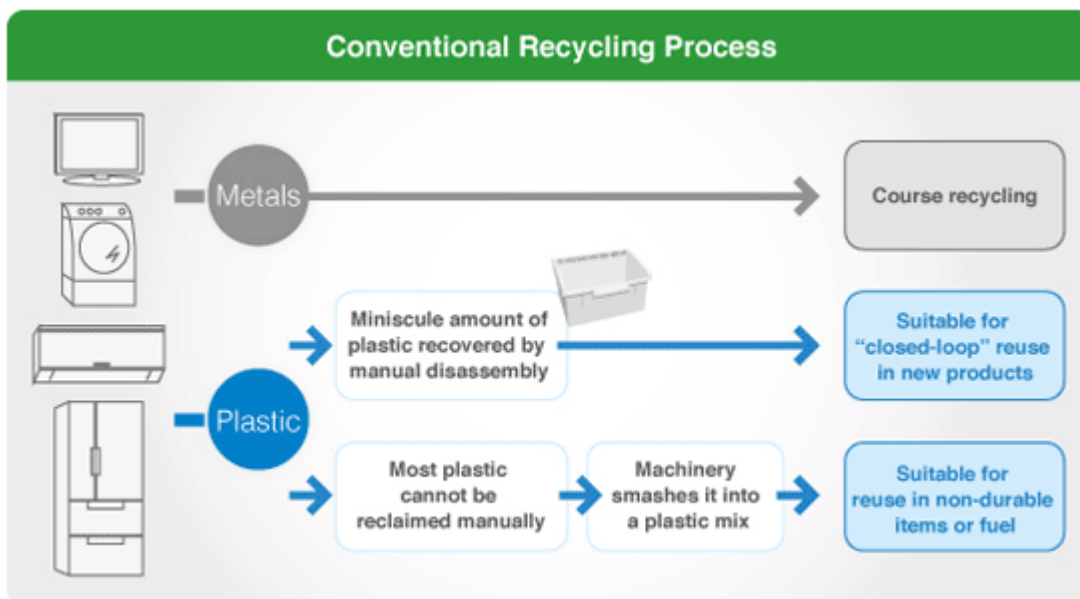 Conventional Recycling Process
Metals
Course recycling
Miniscule amount of
plastic recovered by
manual disassembly
Suitable for
“closed-loop” reuse
in new products
Plastic
Most plastic
cannot be
reclaimed manually
Machinery
smashes it into
a plastic mix
Suitable for
reuse in non-durable
items or fuel